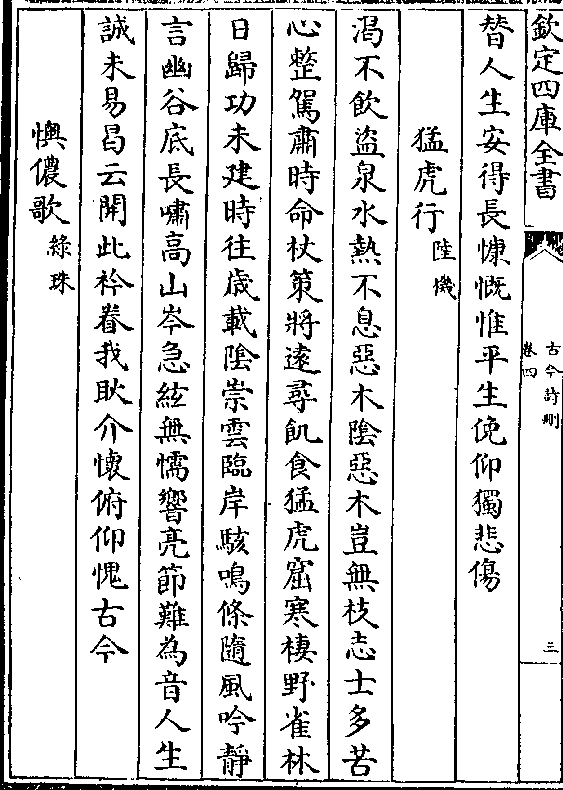 欽定四庫全書
古今詩刪
卷四
三
朁人生安得長慷慨惟平生俛仰獨悲傷
猛虎行陸機
渴不飲盜泉水熱不息惡木陰惡木豈無枝志士多苦
心整駕肅時命杖策將逺尋飢食猛虎窟寒棲野雀林
日歸功未建時往歲載陰崇雲臨岸駭鳴條隨風吟靜
言幽谷底長嘯高山岑急絃無懦響亮節難為音人生
誠未易曷云開此衿眷我耿介懷俯仰愧古今
懊儂歌綠珠